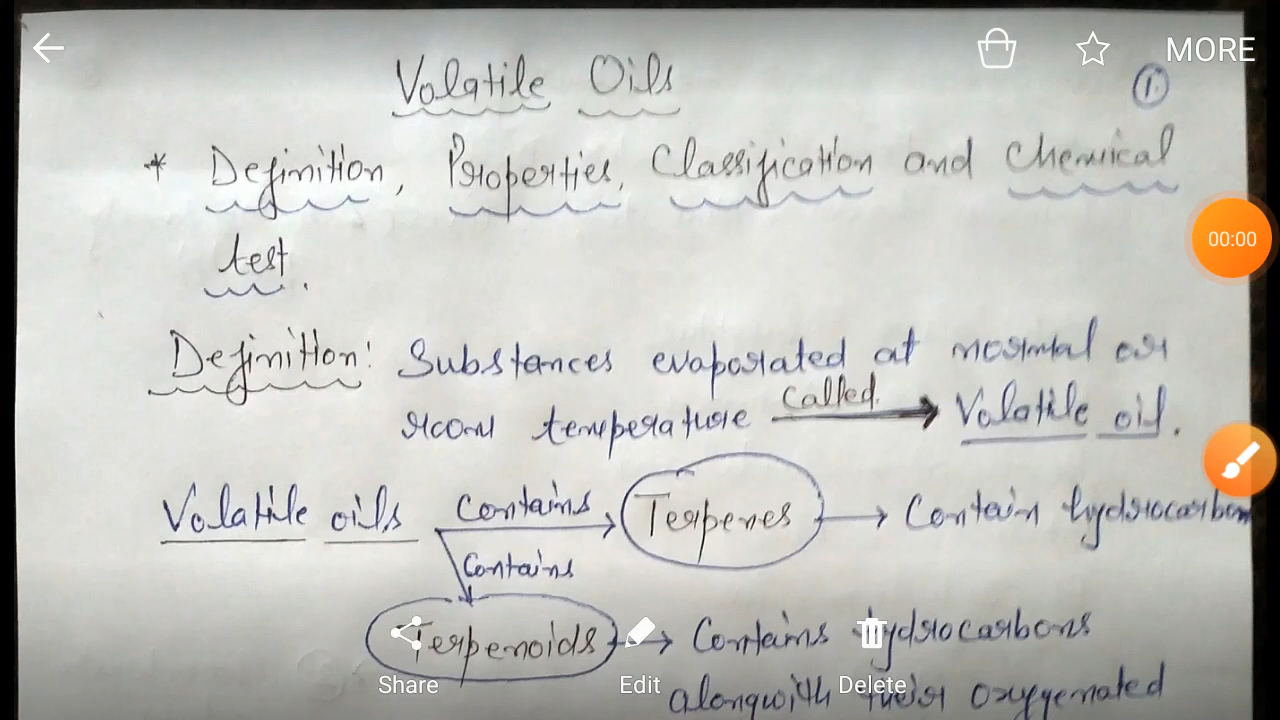 MORE
Volatile Oils
1
* Definition, Properties, Classification and Chemical
test.
00:00
Definition: Substances evaporated at normal or
room temperature called Volatile oil.
Volatile oils Contains Terpenes → Contain hydrocarbon
Contains
Terpenoids → Contains hydrocarbons
alongwith their oxygenated
Share Edit Delete